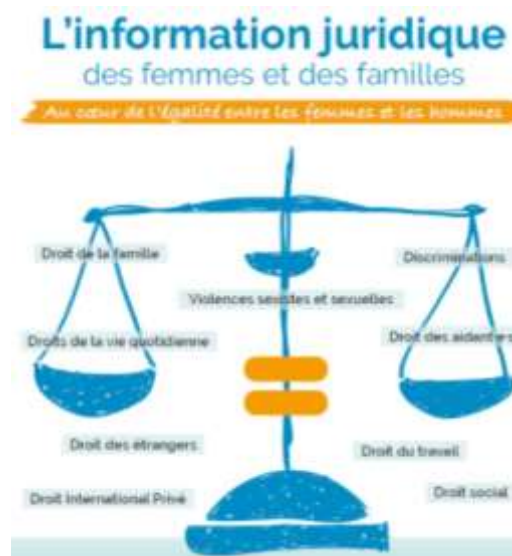 L'information juridique
des femmes et des familles
Au cœur de l'égalité entre les femmes et les hommes
Droit de la famille
Discriminations
Violences sexistes et sexuelles
Droits de la vie quotidienne
Droit des aidant·e·s
Droit des étrangers
Droit du travail
Droit International Privé
Droit social